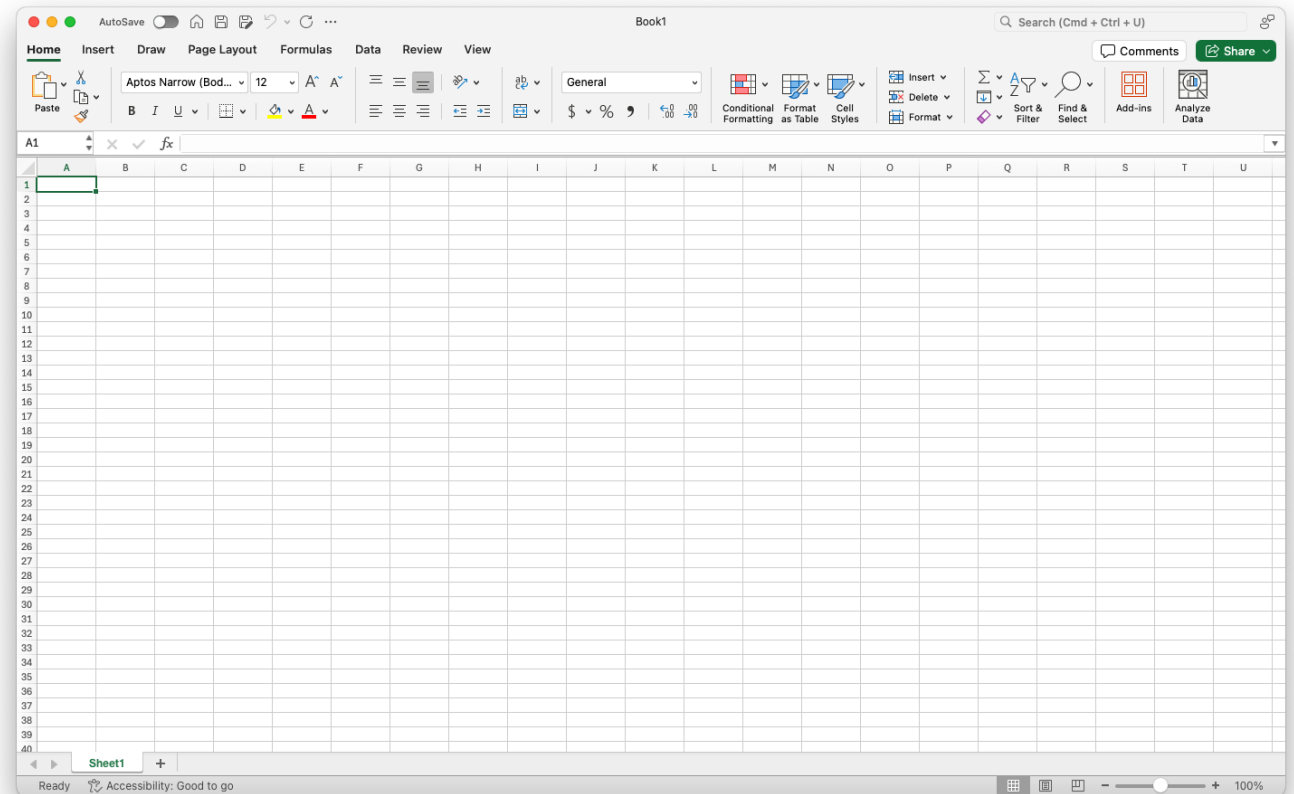 AutoSave Book1 Search (Cmd + Ctrl + U)
Home Insert Draw Page Layout Formulas Data Review View Comments Share
Paste
Aptos Narrow (Bod... 12
B I U
ab
General
$ % 9
Conditional Formatting
Format as Table
Cell Styles
Insert
Delete
Format
Sort & Filter
Find & Select
Add-ins
Analyze Data
A1 fx
A B C D E F G H I J K L M N O P Q R S T U
1
2
3
4
5
6
7
8
9
10
11
12
13
14
15
16
17
18
19
20
21
22
23
24
25
26
27
28
29
30
31
32
33
34
35
36
37
38
39
40
Sheet1 +
Ready Accessibility: Good to go - + 100%